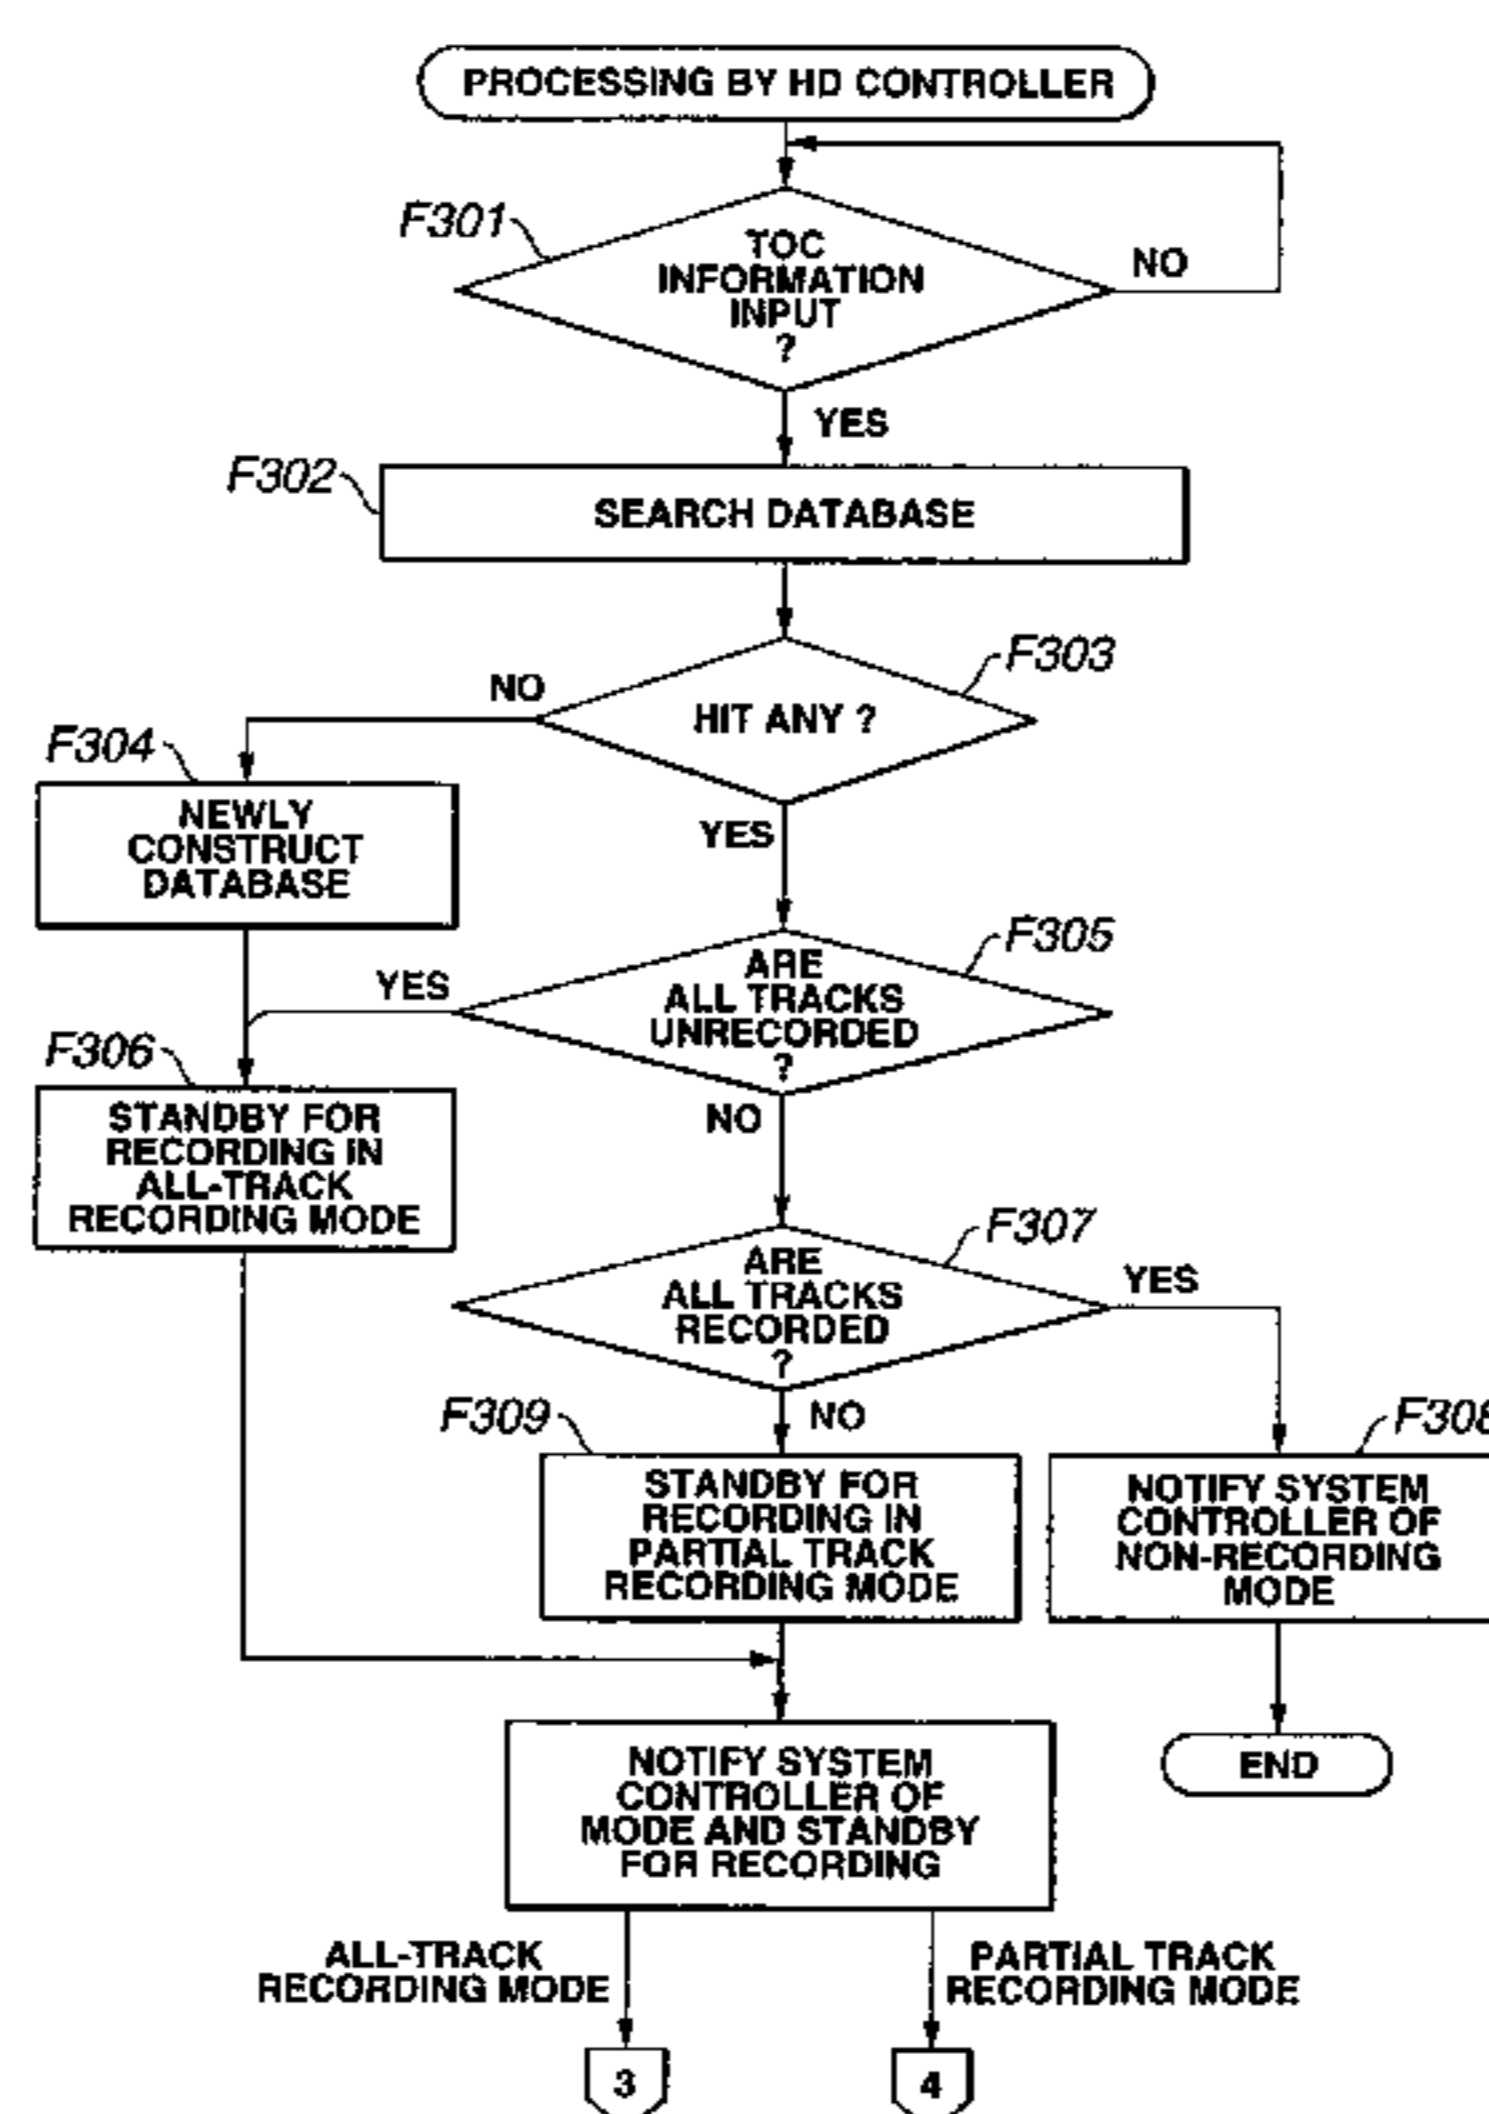 PROCESSING BY HD CONTROLLER
F301
TOC
INFORMATION
INPUT
?
NO
YES
F302
SEARCH DATABASE
F303
NO
HIT ANY ?
F304
NEWLY
CONSTRUCT
DATABASE
YES
F305
ARE
ALL TRACKS
UNRECORDED
?
YES
NO
F306
STANDBY FOR
RECORDING IN
ALL-TRACK
RECORDING MODE
F307
ARE
ALL TRACKS
RECORDED
?
YES
NO
F309
STANDBY FOR
RECORDING IN
PARTIAL TRACK
RECORDING MODE
F308
NOTIFY SYSTEM
CONTROLLER OF
NON-RECORDING
MODE
END
NOTIFY SYSTEM
CONTROLLER OF
MODE AND STANDBY
FOR RECORDING
ALL-TRACK
RECORDING MODE
PARTIAL TRACK
RECORDING MODE
3
4